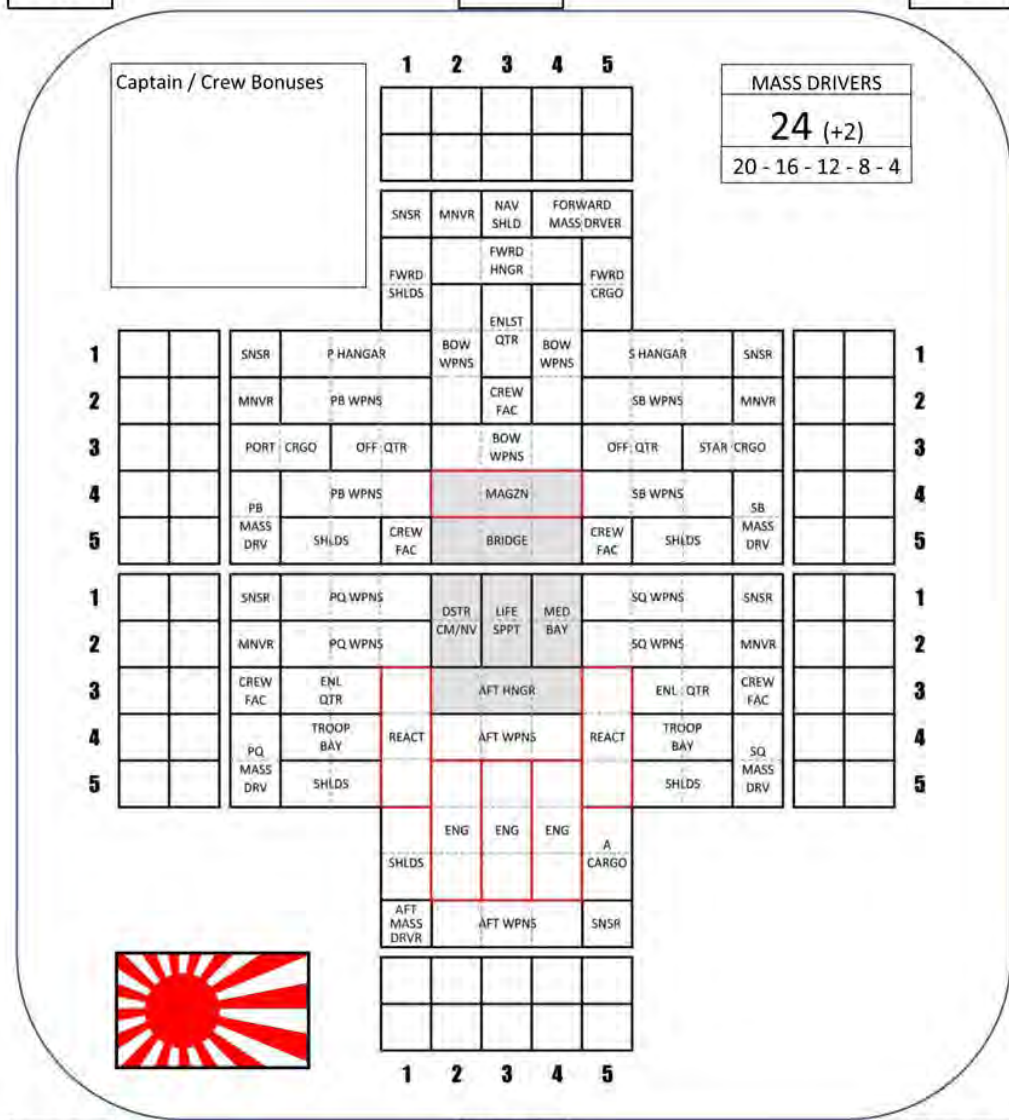 1 2 3 4 5
Captain / Crew Bonuses
MASS DRIVERS
24 (+2)
20 - 16 - 12 - 8 - 4
SNSR MNVR NAV SHLD FORWARD MASS DRVER
FWRD SHLDS FWRD HNGR FWRD CRGO
ENLST QTR
1 SNSR P HANGAR BOW WPNS BOW WPNS S HANGAR SNSR 1
2 MNVR PB WPNS CREW FAC SB WPNS MNVR 2
3 PORT CRGO OFF QTR BOW WPNS OFF QTR STAR CRGO 3
4 PB MASS DRV PB WPNS MAGZN SB WPNS SB MASS DRV 4
5 SHLDS CREW FAC BRIDGE CREW FAC SHLDS 5
1 SNSR PQ WPNS DSTR CM/NV LIFE SPPT MED BAY SQ WPNS SNSR 1
2 MNVR PQ WPNS SQ WPNS MNVR 2
3 CREW FAC ENL QTR AFT HNGR ENL QTR CREW FAC 3
4 PQ MASS DRV TROOP BAY REACT AFT WPNS REACT TROOP BAY SQ MASS DRV 4
5 SHLDS SHLDS 5
SHLDS ENG ENG ENG A CARGO
AFT MASS DRVR AFT WPNS SNSR
1 2 3 4 5